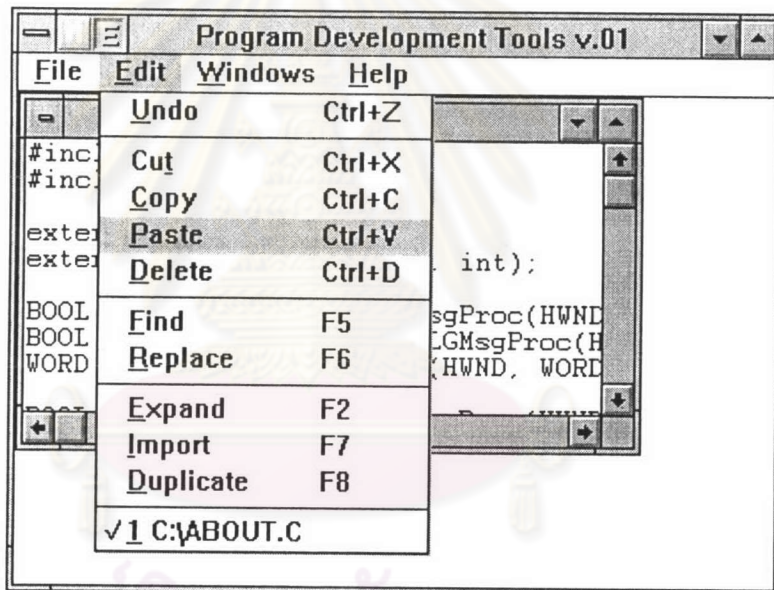 Program Development Tools v.01
File Edit Windows Help
Undo Ctrl+Z
Cut Ctrl+X
Copy Ctrl+C
Paste Ctrl+V
Delete Ctrl+D
Find F5
Replace F6
Expand F2
Import F7
Duplicate F8
✓1 C:\ABOUT.C
#incl
#incl
exter
exter int);
BOOL sgProc(HWND
BOOL LGMsgProc(H
WORD (HWND, WORD